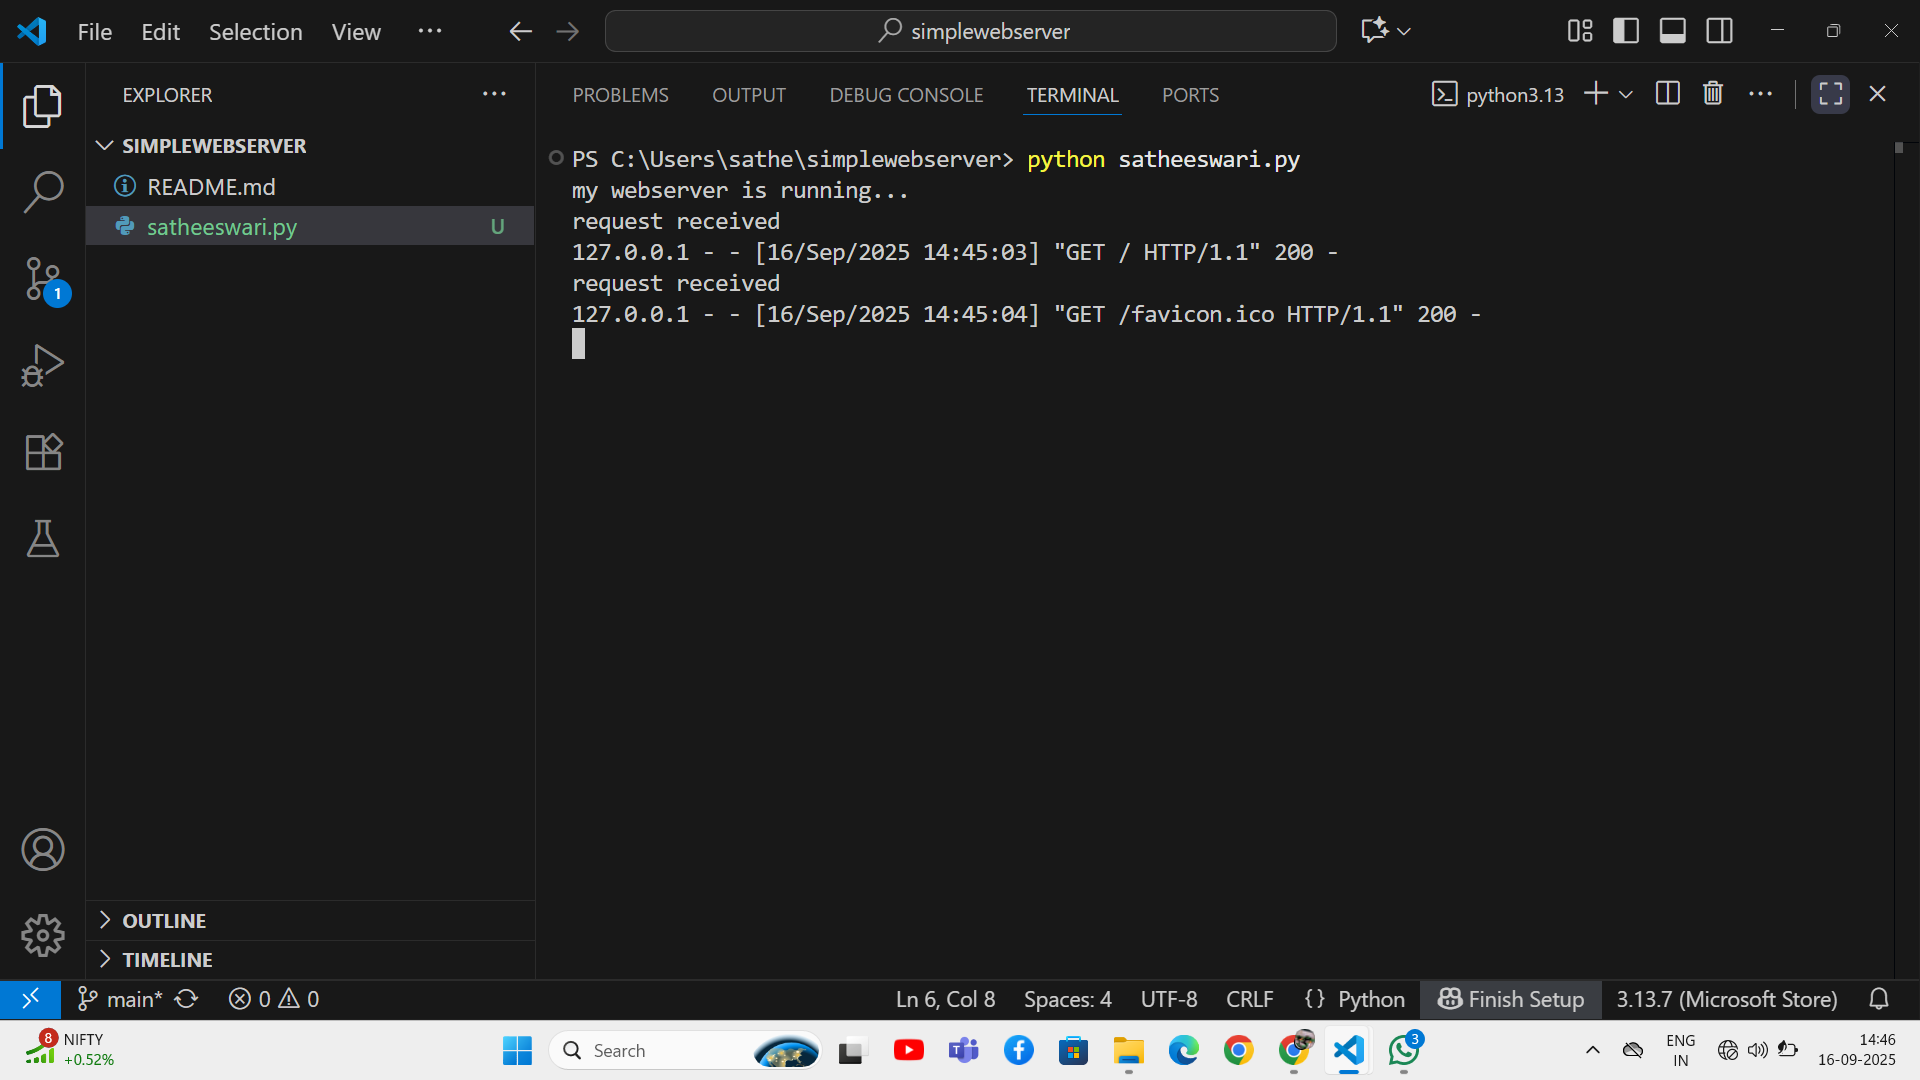 File Edit Selection View ··· simplewebserver
EXPLORER ···
SIMPLEWEBSERVER
README.md
satheeswari.py U
1
OUTLINE
TIMELINE
PROBLEMS OUTPUT DEBUG CONSOLE TERMINAL PORTS python3.13 ···
PS C:\Users\sathe\simplewebserver> python satheeswari.py
my webserver is running...
request received
127.0.0.1 - - [16/Sep/2025 14:45:03] "GET / HTTP/1.1" 200 -
request received
127.0.0.1 - - [16/Sep/2025 14:45:04] "GET /favicon.ico HTTP/1.1" 200 -
main* 0 0 Ln 6, Col 8 Spaces: 4 UTF-8 CRLF {} Python Finish Setup 3.13.7 (Microsoft Store)
8 NIFTY
+0.52%
Search
3
ENG
IN
14:46
16-09-2025